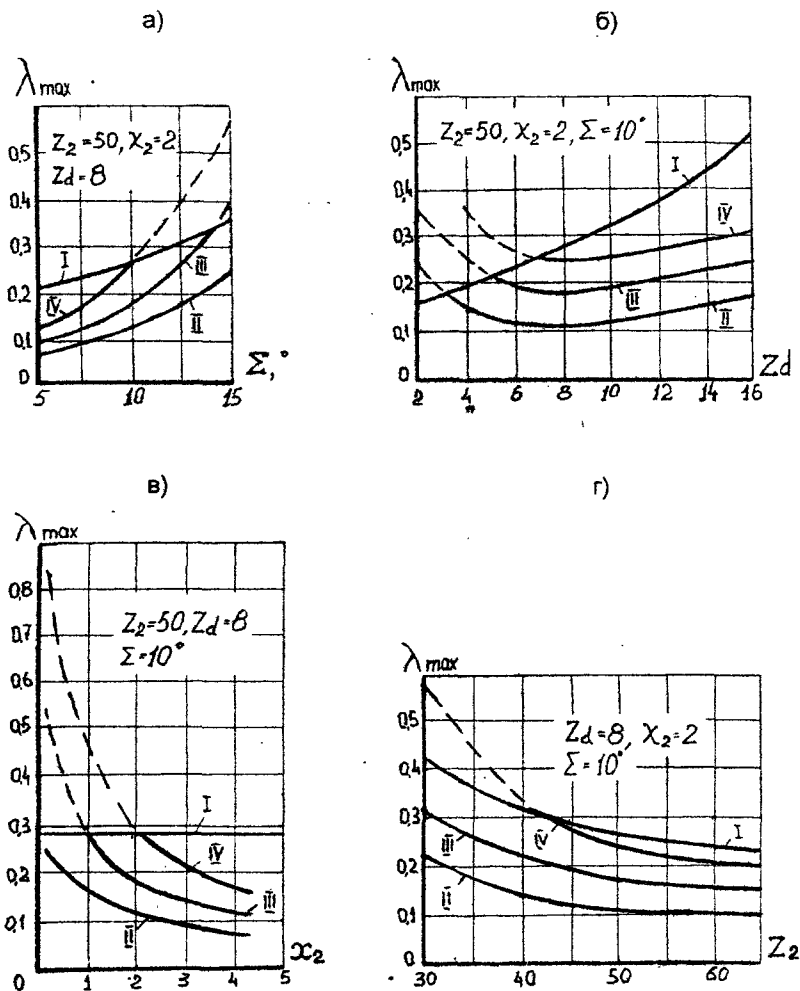 а)
λmax
0,5
0,4
0,3
0,2
0,1
0
Z₂=50, χ₂=2
Zd=8
I
IV
III
II
5 10 15
Σ,°
б)
λmax
0,5
0,4
0,3
0,2
0,1
0
Z₂=50, χ₂=2, Σ=10°
I
IV
III
II
2 4 6 8 10 12 14 16
Zd
в)
λmax
0,8
0,7
0,6
0,5
0,4
0,3
0,2
0,1
0
Z₂=50, Zd=8
Σ=10°
I
IV
III
II
1 2 3 4 5
x₂
г)
λmax
0,5
0,4
0,3
0,2
0,1
0
Zd=8, χ₂=2
Σ=10°
I
IV
III
II
30 40 50 60
Z₂